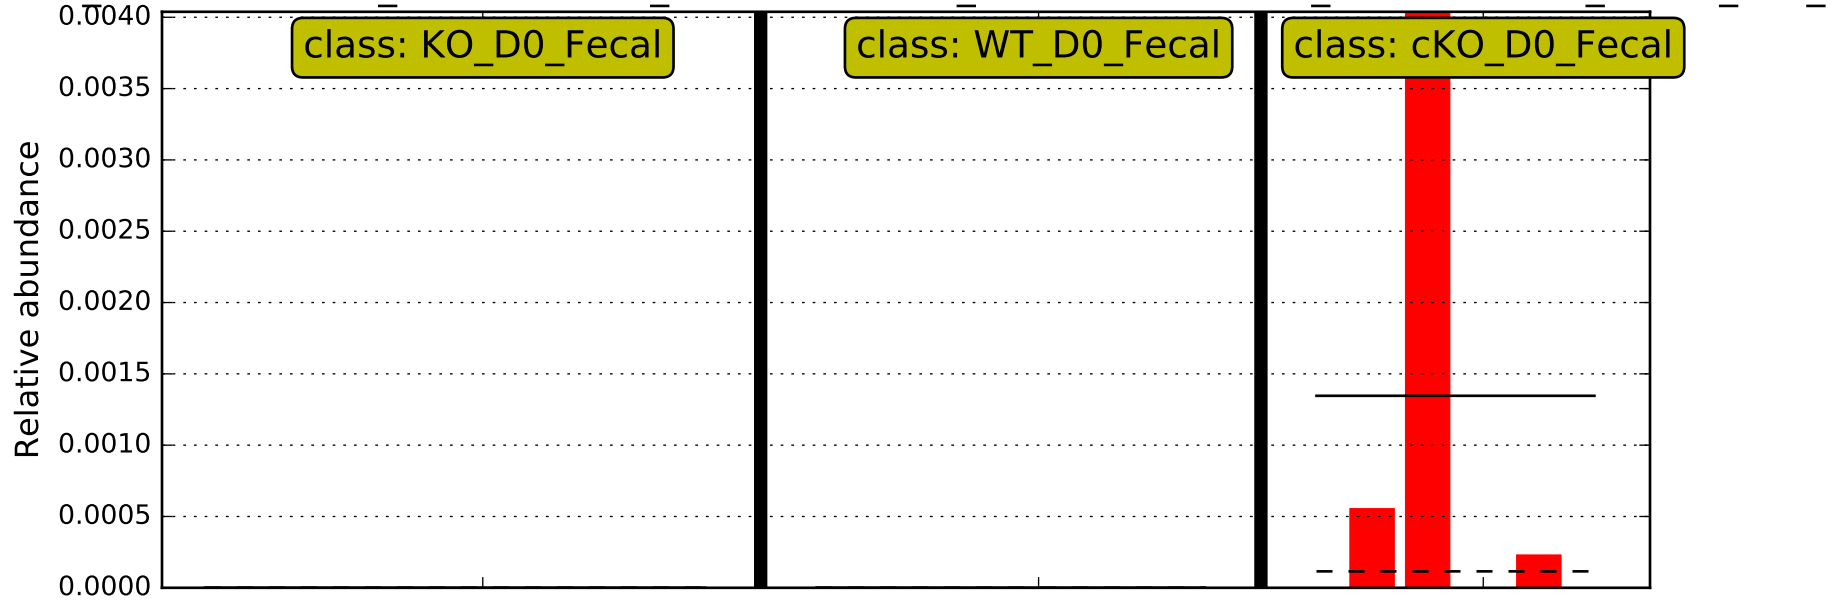 0.0040
class: KO_D0_Fecal
class: WT_D0_Fecal
class: cKO_D0_Fecal
0.0035
0.0030
0.0025
0.0020
0.0015
0.0010
0.0005
0.0000
Relative abundance